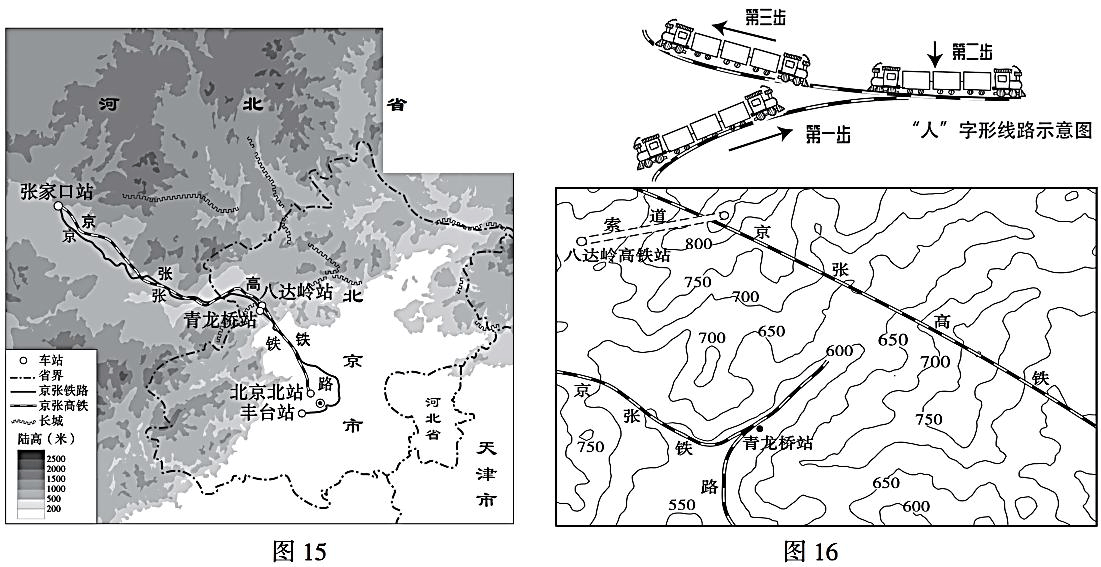 河北省
张家口站
京张高铁
京张铁路
八达岭站
青龙桥站
北京市
北京北站
丰台站
河北省
天津市
车站
省界
京张铁路
京张高铁
长城
陆高（米）
2500
2000
1500
1000
500
200
图 15
第三步
第二步
第一步
“人”字形线路示意图
索道
八达岭高铁站
京张高铁
800
750
700
700
650
600
650
700
750
京张铁路
750
青龙桥站
550
650
600
图 16